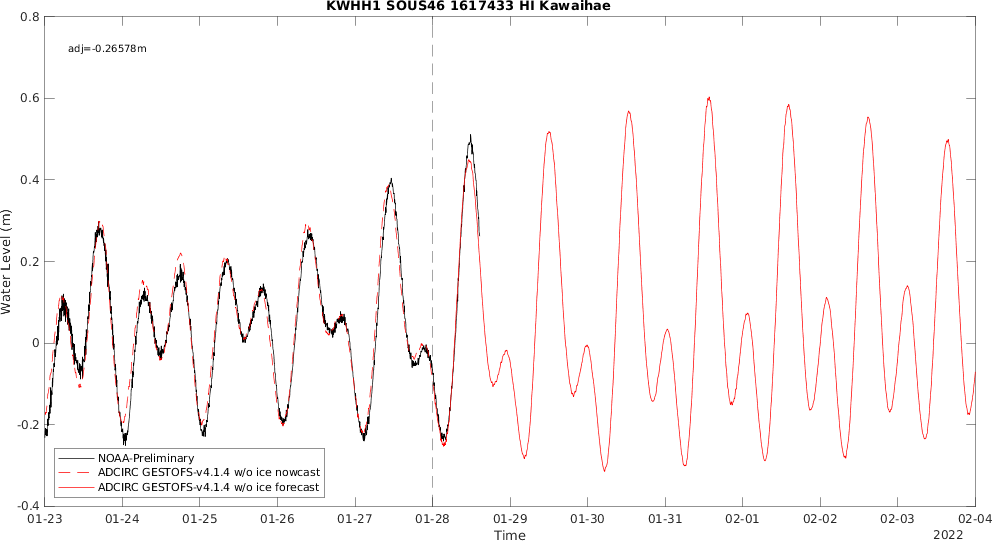 KWHH1 SOUS46 1617433 HI Kawaihae
adj=-0.26578m
0.8
0.6
0.4
0.2
0
-0.2
-0.4
Water Level (m)
NOAA-Preliminary
ADCIRC GESTOFS-v4.1.4 w/o ice nowcast
ADCIRC GESTOFS-v4.1.4 w/o ice forecast
01-23 01-24 01-25 01-26 01-27 01-28 01-29 01-30 01-31 02-01 02-02 02-03 02-04
Time
2022